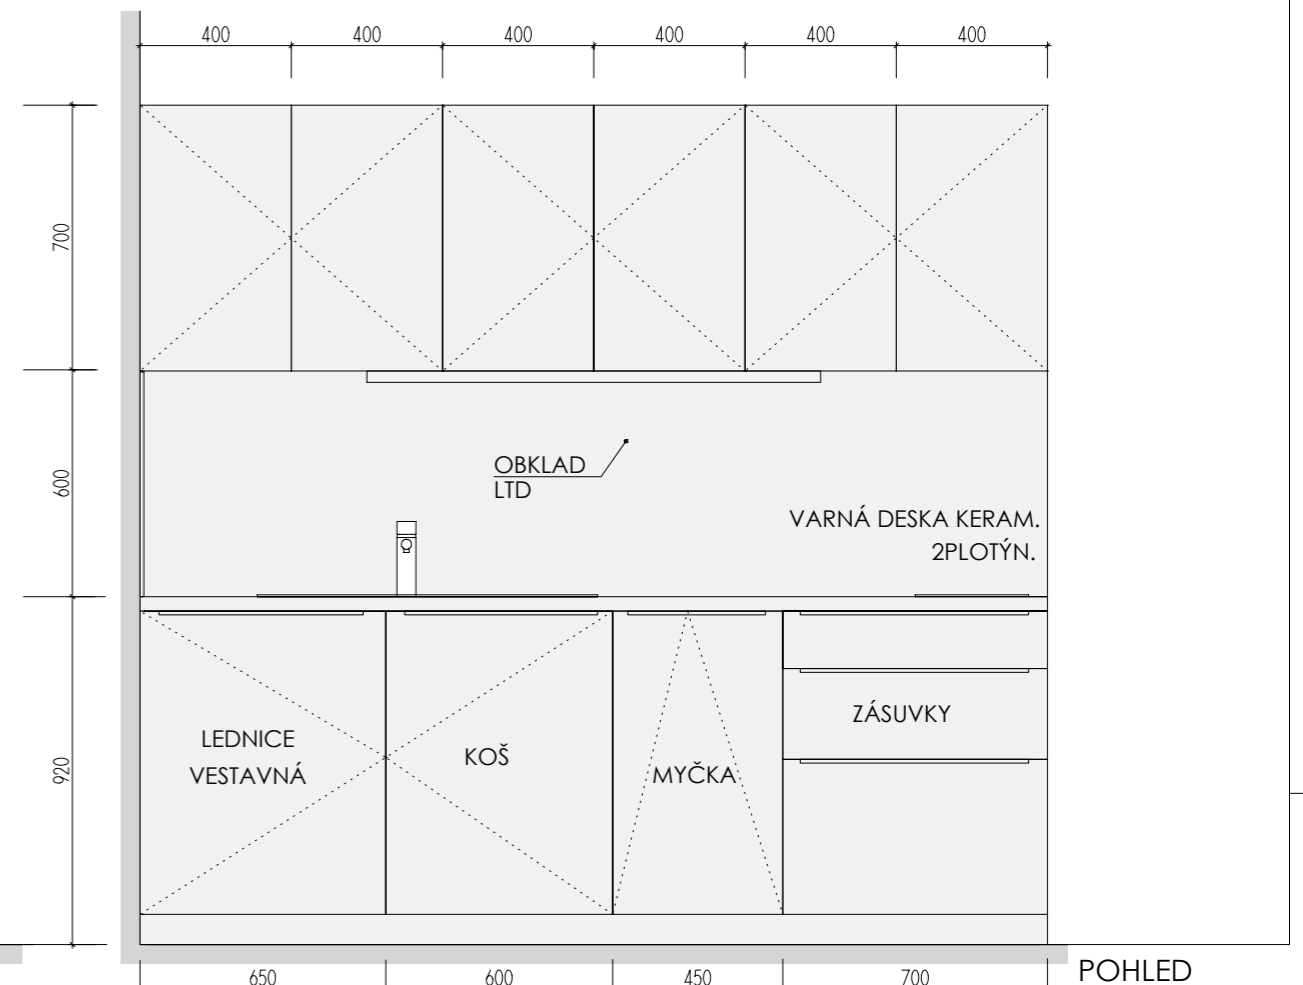 400 400 400 400 400 400
700
600
OBKLAD
LTD
VARNÁ DESKA KERAM.
2PLOTÝN.
920
LEDNICE
VESTAVNÁ
KOŠ
MYČKA
ZÁSUVKY
650 600 450 700
POHLED